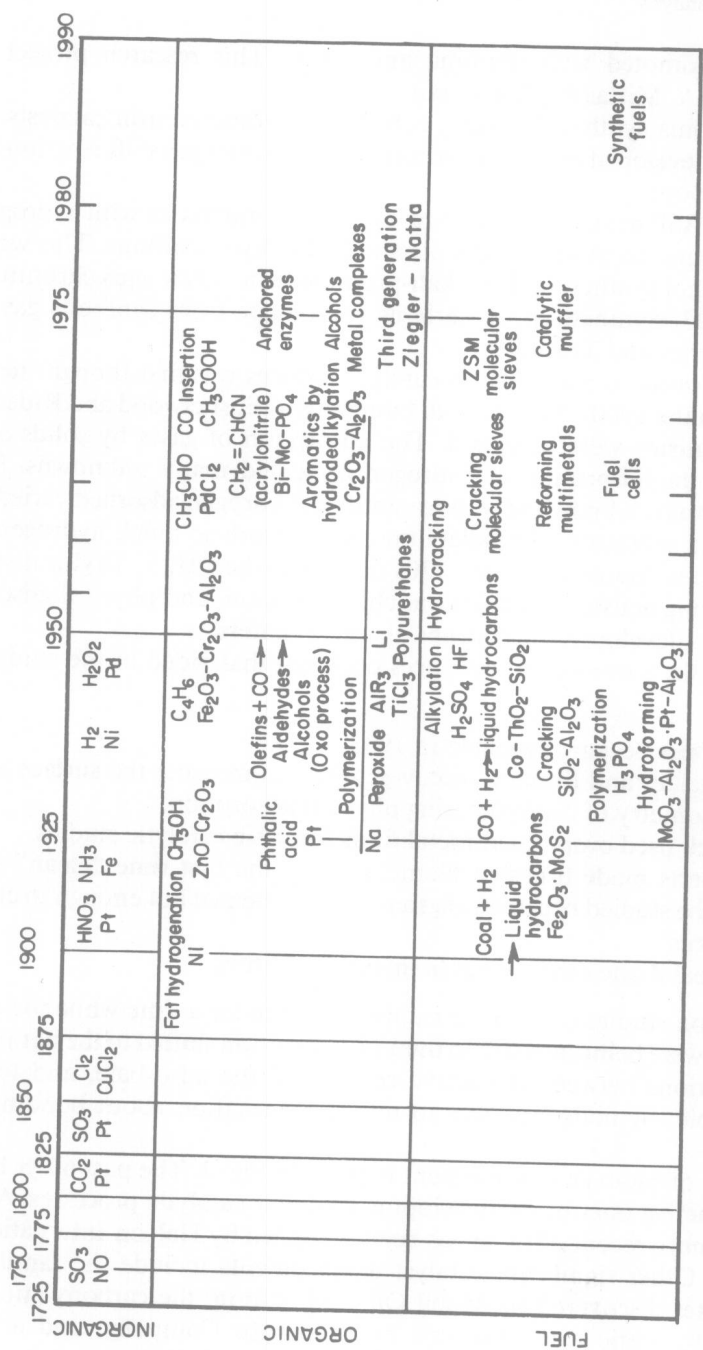 1725 1750 1775 1800 1825 1850 1875 1900 1925 1950 1975 1980 1990
INORGANIC
SO3 CO2 SO3 Cl2 HNO3 NH3 H2 H2O2
NO Pt Pt CuCl2 Pt Fe Ni Pd
ORGANIC
Fat hydrogenation CH3OH C4H6 CH3CHO CO Insertion
Ni ZnO-Cr2O3 Fe2O3-Cr2O3-Al2O3 PdCl2 CH3COOH
CH2=CHCN
(acrylonitrile)
Bi-Mo-PO4
Anchored
enzymes
Phthalic
acid
Pt
Olefins + CO →
Aldehydes →
Alcohols
(Oxo process)
Aromatics by
hydrodealkylation Alcohols
Cr2O3-Al2O3 Metal complexes
Polymerization
Na Peroxide AlR3 Li
TiCl3 Polyurethanes
Third generation
Ziegler – Natta
FUEL
Alkylation Hydrocracking
H2SO4 HF
Coal + H2
→ Liquid
hydrocarbons
Fe2O3·MoS2
CO + H2 → liquid hydrocarbons
Co-ThO2-SiO2
Cracking
molecular sieves
ZSM
molecular
sieves
Cracking
SiO2-Al2O3
Reforming
multimetals
Catalytic
muffler
Polymerization
H3PO4
Fuel
cells
Synthetic
fuels
Hydroforming
MoO3-Al2O3·Pt-Al2O3